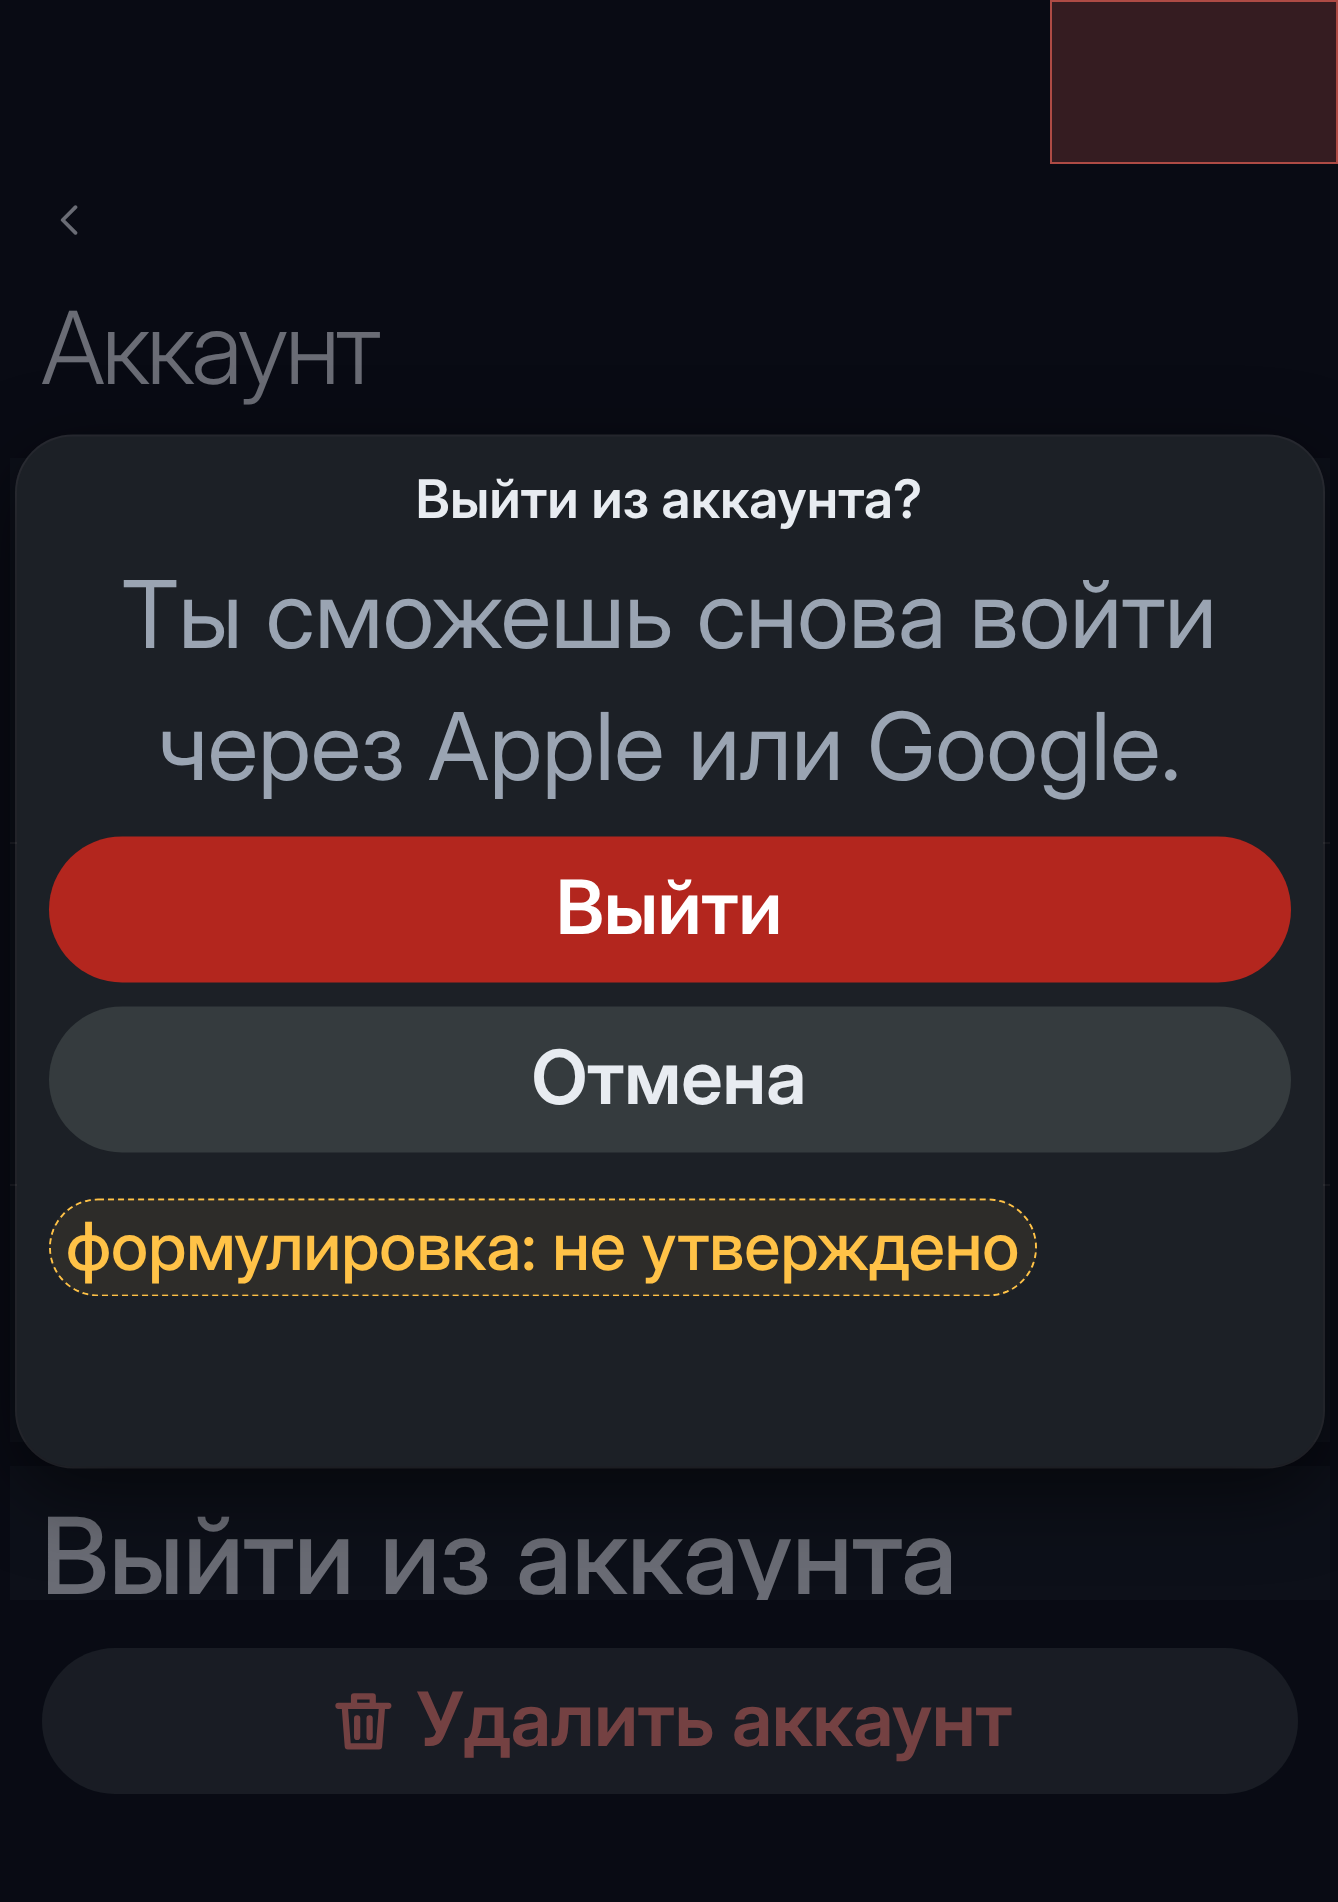 Аккаунт
Выйти из аккаунта?
Ты сможешь снова войти
через Apple или Google.
Выйти
Отмена
формулировка: не утверждено
Выйти из аккаунта
Удалить аккаунт